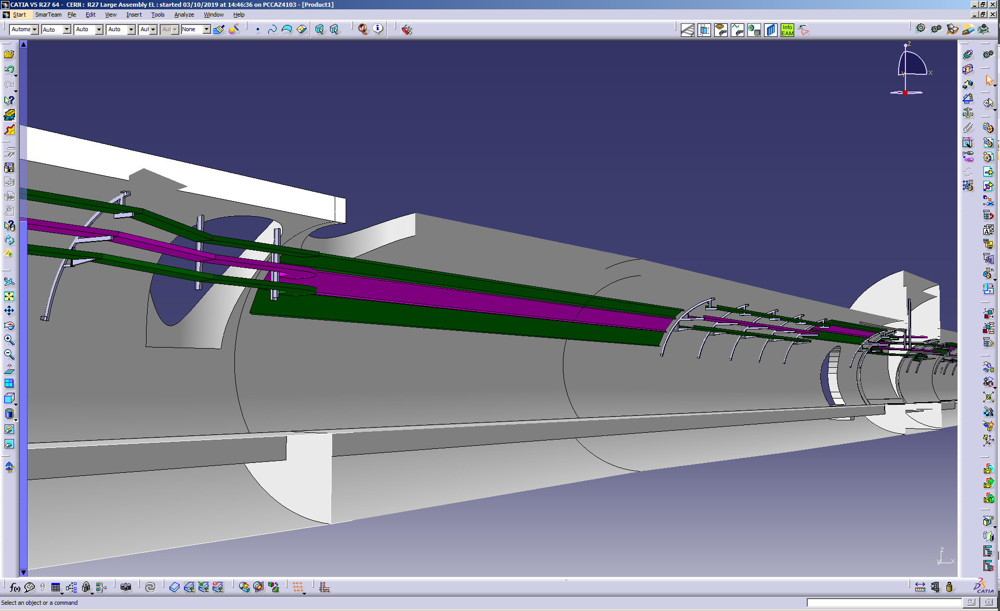 CATIA V5 R27 64 - CERN : R27 Large Assembly EL : started 03/10/2019 at 14:46:36 on PCCAZ4103 - [Product1]
Start SmarTeam File Edit View Insert Tools Analyze Window Help
Automa Auto Auto Auto Aut Aut None
Info
EAM
z
x
y
z
y x
f(x)
DS
CATIA
Select an object or a command